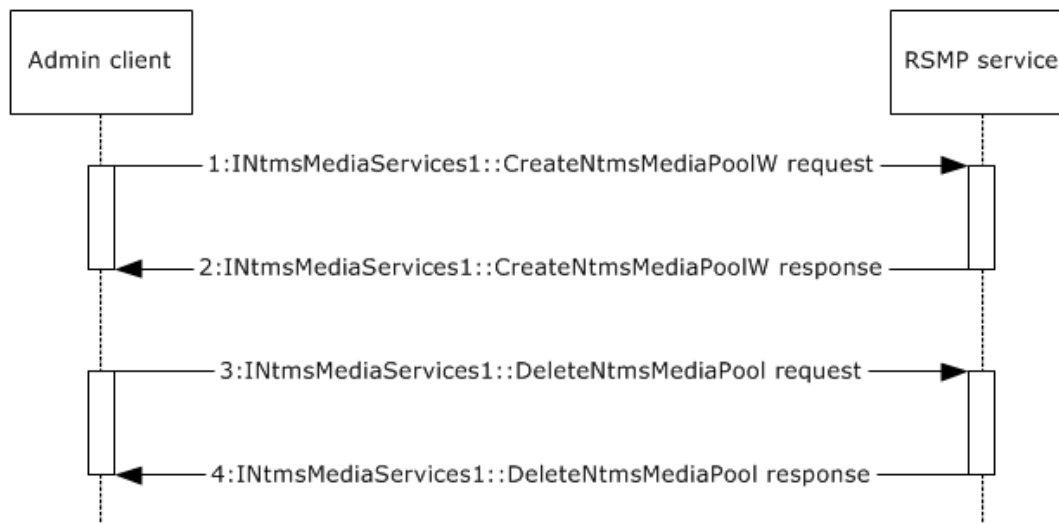 Admin client
RSMP service
1:INtmsMediaServices1::CreateNtmsMediaPoolW request
2:INtmsMediaServices1::CreateNtmsMediaPoolW response
3:INtmsMediaServices1::DeleteNtmsMediaPool request
4:INtmsMediaServices1::DeleteNtmsMediaPool response